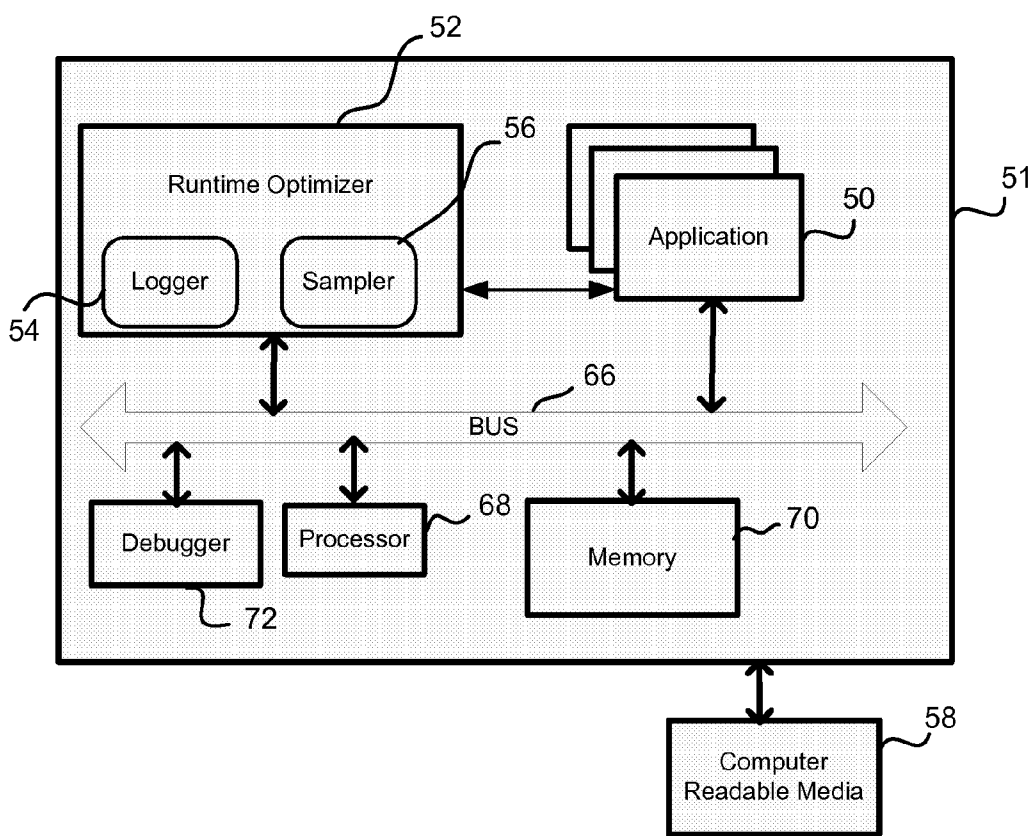 52
56
Runtime Optimizer
51
50
Application
Logger
Sampler
54
66
BUS
68
70
Debugger
Processor
Memory
72
58
Computer
Readable Media